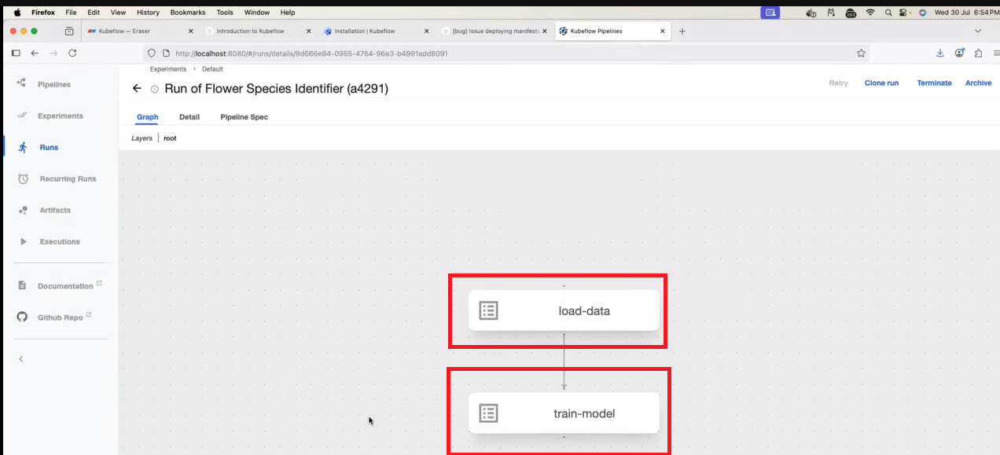 Firefox File Edit View History Bookmarks Tools Window Help Wed 30 Jul 6:54 PM
Kubeflow — Eraser Introduction to Kubeflow Installation | Kubeflow [bug] Issue deploying manifests Kubeflow Pipelines
http://localhost:8080/#/runs/details/9d666e84-0955-4754-96e3-b4991add8091
Experiments > Default
Run of Flower Species Identifier (a4291)
Retry Clone run Terminate Archive
Graph Detail Pipeline Spec
Layers root
Pipelines
Experiments
Runs
Recurring Runs
Artifacts
Executions
Documentation
Github Repo
load-data
train-model